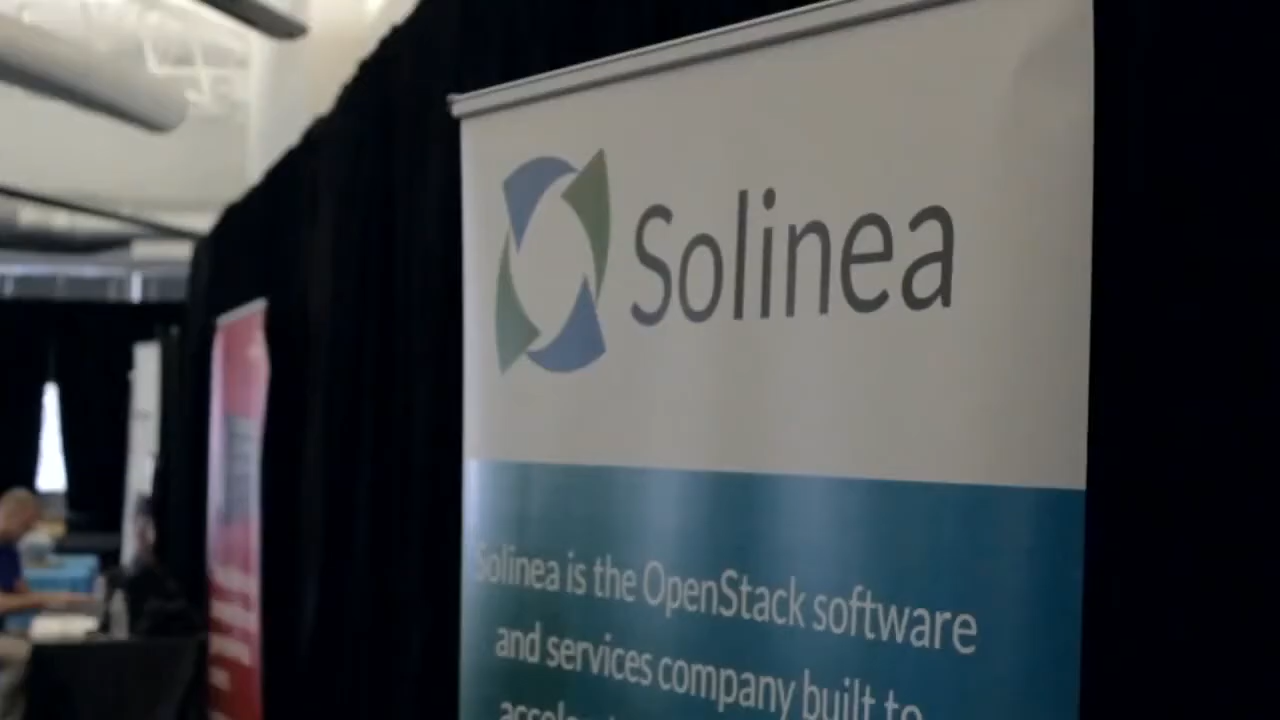 Solinea
Solinea is the OpenStack software
and services company built to